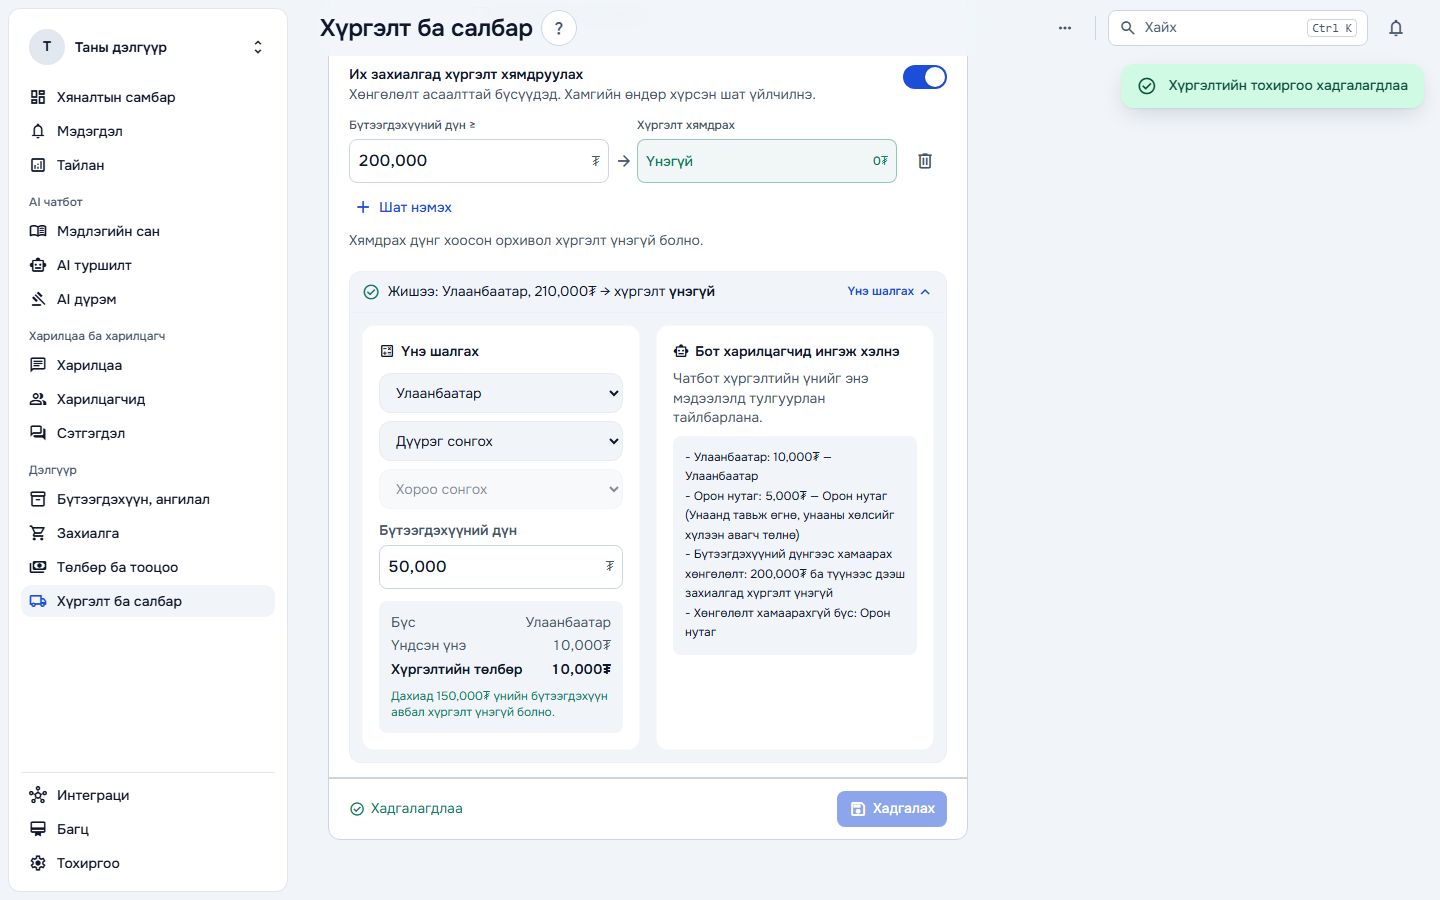 Т
Таны дэлгүүр
Хяналтын самбар
Мэдэгдэл
Тайлан
AI чатбот
Мэдлэгийн сан
AI туршилт
AI дүрэм
Харилцаа ба харилцагч
Харилцаа
Харилцагчид
Сэтгэгдэл
Дэлгүүр
Бүтээгдэхүүн, ангилал
Захиалга
Төлбөр ба тооцоо
Хүргэлт ба салбар
Интеграци
Багц
Тохиргоо
Хүргэлт ба салбар
?
Хайх
Ctrl K
Хүргэлтийн тохиргоо хадгалагдлаа
Их захиалгад хүргэлт хямдруулах
Хөнгөлөлт асаалттай бүсүүдэд. Хамгийн өндөр хүрсэн шат үйлчилнэ.
Бүтээгдэхүүний дүн ≥
Хүргэлт хямдрах
200,000 ₮
→
Үнэгүй 0₮
+ Шат нэмэх
Хямдрах дүнг хоосон орхивол хүргэлт үнэгүй болно.
Жишээ: Улаанбаатар, 210,000₮ → хүргэлт үнэгүй
Үнэ шалгах
Үнэ шалгах
Улаанбаатар
Дүүрэг сонгох
Хороо сонгох
Бүтээгдэхүүний дүн
50,000 ₮
Бүс Улаанбаатар
Үндсэн үнэ 10,000₮
Хүргэлтийн төлбөр 10,000₮
Дахиад 150,000₮ үнийн бүтээгдэхүүн
авбал хүргэлт үнэгүй болно.
Бот харилцагчид ингэж хэлнэ
Чатбот хүргэлтийн үнийг энэ
мэдээлэлд тулгуурлан
тайлбарлана.
- Улаанбаатар: 10,000₮ —
Улаанбаатар
- Орон нутаг: 5,000₮ — Орон нутаг
(Унаанд тавьж өгнө, унааны хөлсийг
хүлээн авагч төлнө)
- Бүтээгдэхүүний дүнгээс хамаарах
хөнгөлөлт: 200,000₮ ба түүнээс дээш
захиалгад хүргэлт үнэгүй
- Хөнгөлөлт хамаарахгүй бүс: Орон
нутаг
Хадгалагдлаа
Хадгалах